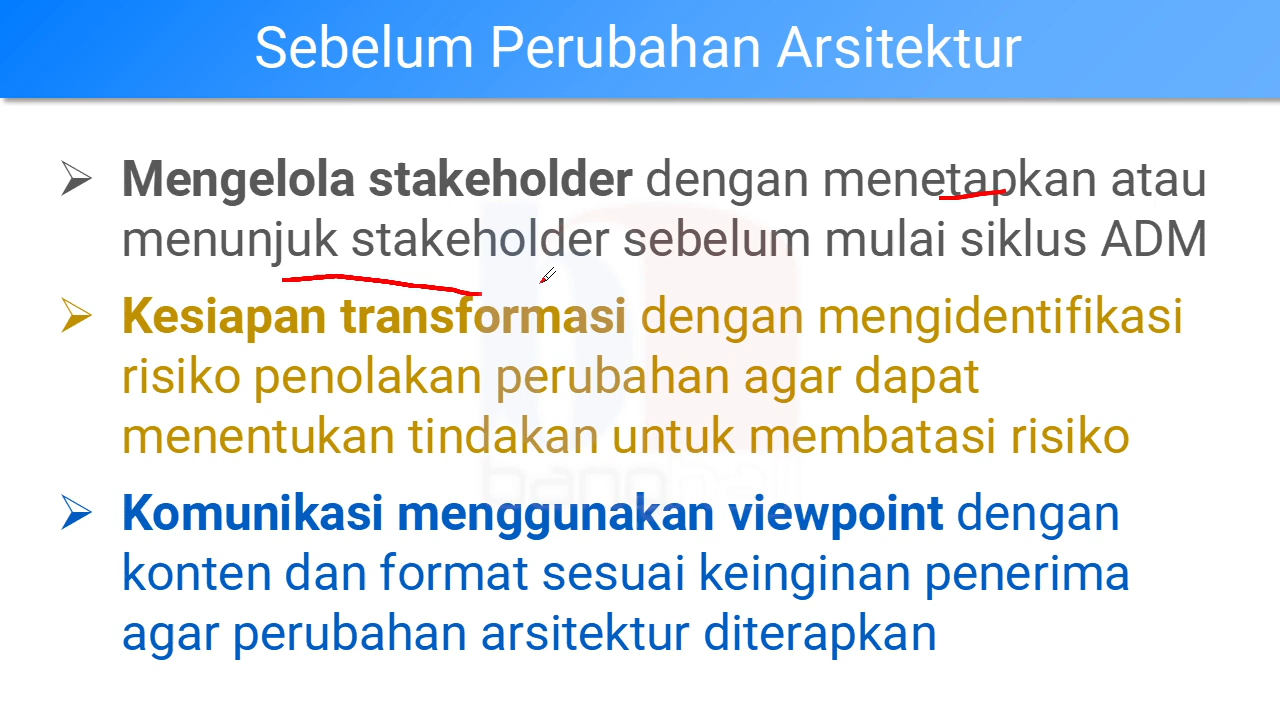 Sebelum Perubahan Arsitektur
Mengelola stakeholder dengan menetapkan atau
menunjuk stakeholder sebelum mulai siklus ADM
Kesiapan transformasi dengan mengidentifikasi
risiko penolakan perubahan agar dapat
menentukan tindakan untuk membatasi risiko
Komunikasi menggunakan viewpoint dengan
konten dan format sesuai keinginan penerima
agar perubahan arsitektur diterapkan